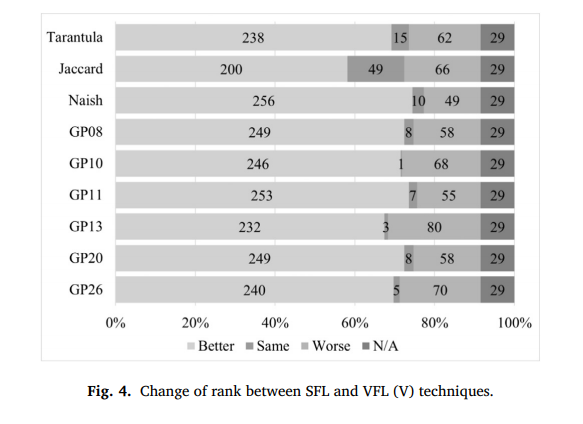 Tarantula 238 15 62 29
Jaccard 200 49 66 29
Naish 256 10 49 29
GP08 249 8 58 29
GP10 246 1 68 29
GP11 253 7 55 29
GP13 232 3 80 29
GP20 249 8 58 29
GP26 240 5 70 29
0% 20% 40% 60% 80% 100%
Better Same Worse N/A
Fig. 4. Change of rank between SFL and VFL (V) techniques.